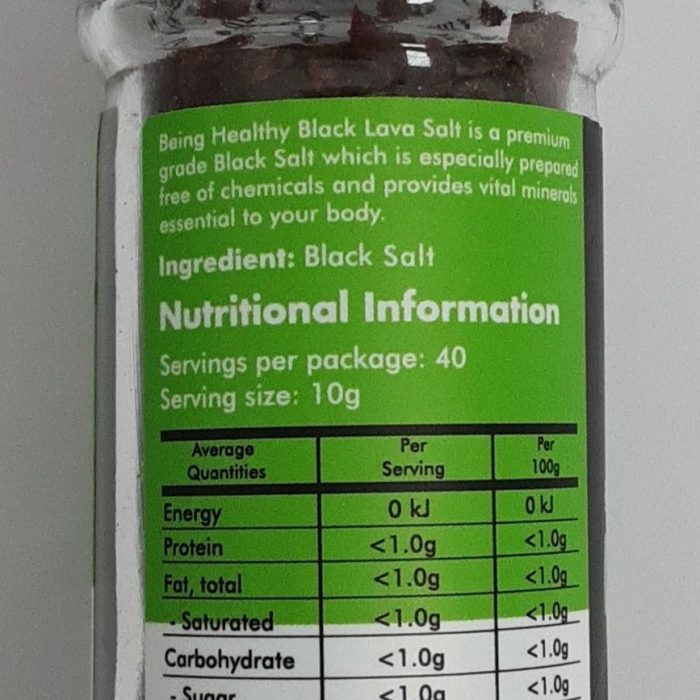 Being Healthy Black Lava Salt is a premium
grade Black Salt which is especially prepared
free of chemicals and provides vital minerals
essential to your body.
Ingredient: Black Salt
Nutritional Information
Servings per package: 40
Serving size: 10g
Average Quantities Per Serving Per 100g
Energy 0 kJ 0 kJ
Protein <1.0g <1.0g
Fat, total <1.0g <1.0g
- Saturated <1.0g <1.0g
Carbohydrate <1.0g <1.0g
- Sugar <1.0g <1.0g